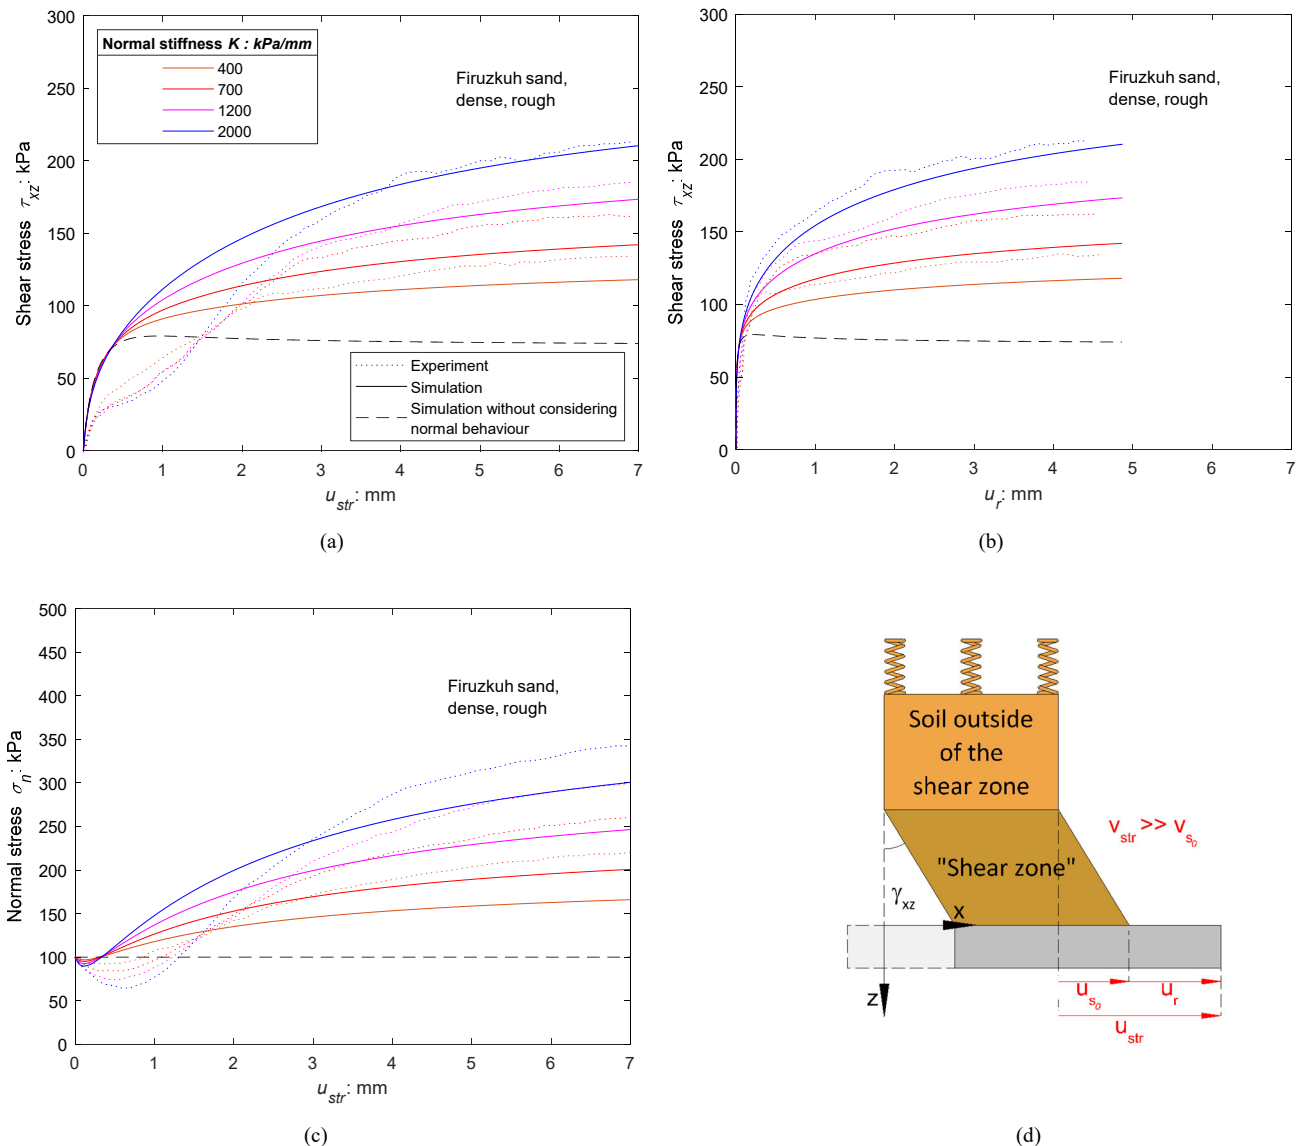 300
250
200
150
100
50
0
Shear stress τxz: kPa
Normal stiffness K : kPa/mm
400
700
1200
2000
Firuzkuh sand,
dense, rough
Experiment
Simulation
Simulation without considering
normal behaviour
0 1 2 3 4 5 6 7
ustr: mm
(a)
300
250
200
150
100
50
0
Shear stress τxz: kPa
Firuzkuh sand,
dense, rough
0 1 2 3 4 5 6 7
ur: mm
(b)
500
450
400
350
300
250
200
150
100
50
0
Normal stress σn: kPa
Firuzkuh sand,
dense, rough
0 1 2 3 4 5 6 7
ustr: mm
(c)
Soil outside
of the
shear zone
vstr >> vs0
"Shear zone"
γxz
x
z
us0 ur
ustr
(d)